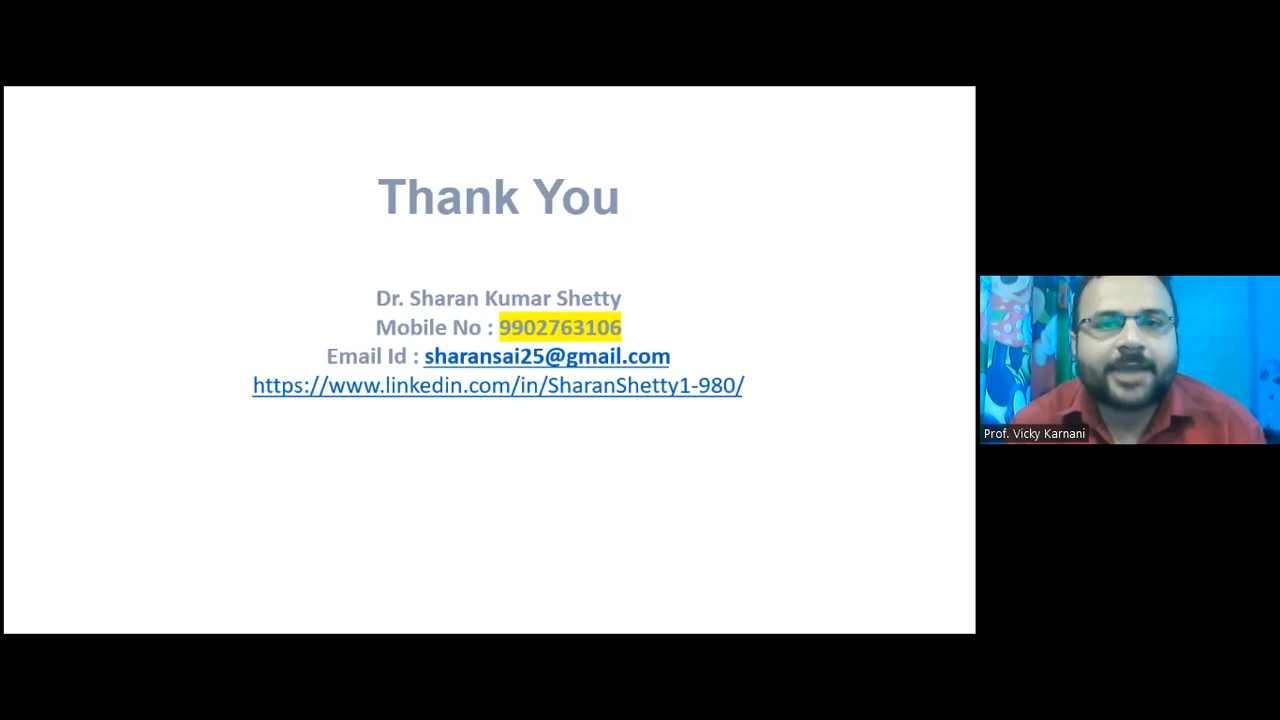 Thank You
Dr. Sharan Kumar Shetty
Mobile No : 9902763106
Email Id : sharansai25@gmail.com
https://www.linkedin.com/in/SharanShetty1-980/
Prof. Vicky Karnani